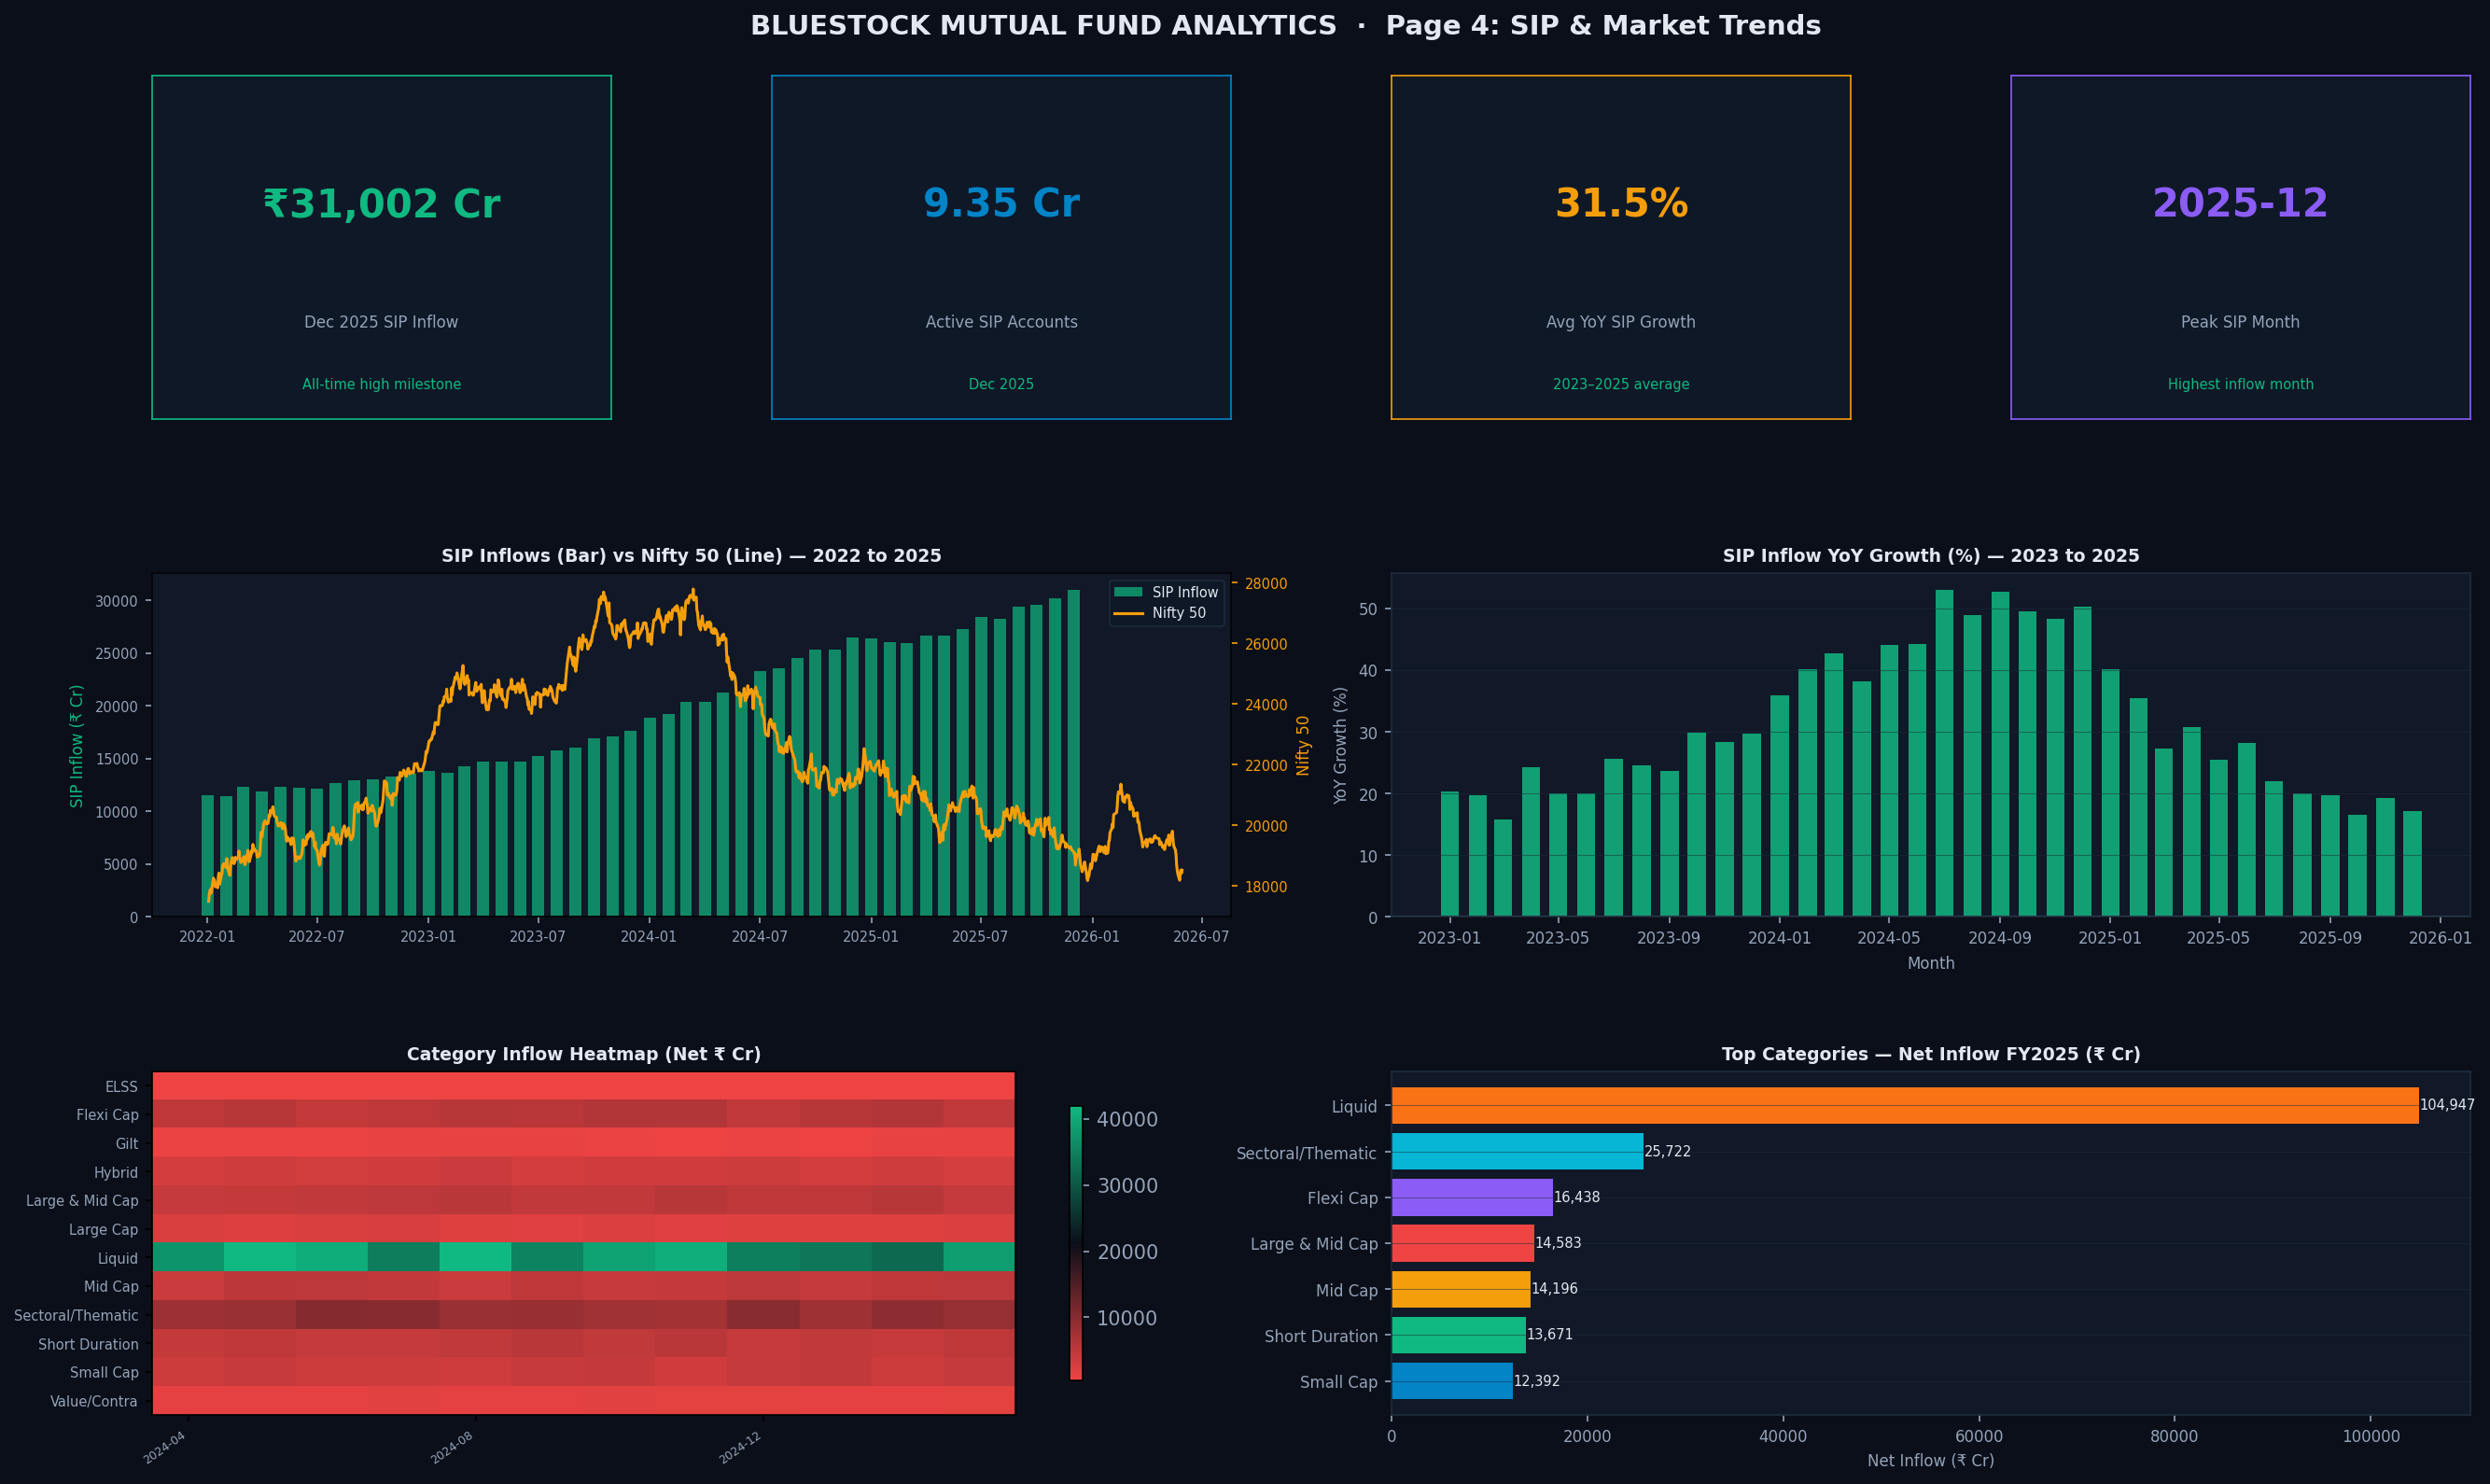 BLUESTOCK MUTUAL FUND ANALYTICS · Page 4: SIP & Market Trends
₹31,002 Cr
Dec 2025 SIP Inflow
All-time high milestone
9.35 Cr
Active SIP Accounts
Dec 2025
31.5%
Avg YoY SIP Growth
2023–2025 average
2025-12
Peak SIP Month
Highest inflow month
SIP Inflows (Bar) vs Nifty 50 (Line) — 2022 to 2025
SIP Inflow (₹ Cr)
30000
25000
20000
15000
10000
5000
0
SIP Inflow
Nifty 50
28000
26000
24000
22000
20000
18000
Nifty 50
2022-01 2022-07 2023-01 2023-07 2024-01 2024-07 2025-01 2025-07 2026-01 2026-07
SIP Inflow YoY Growth (%) — 2023 to 2025
YoY Growth (%)
50
40
30
20
10
0
2023-01 2023-05 2023-09 2024-01 2024-05 2024-09 2025-01 2025-05 2025-09 2026-01
Month
Category Inflow Heatmap (Net ₹ Cr)
ELSS
Flexi Cap
Gilt
Hybrid
Large & Mid Cap
Large Cap
Liquid
Mid Cap
Sectoral/Thematic
Short Duration
Small Cap
Value/Contra
2024-04 2024-08 2024-12
40000
30000
20000
10000
Top Categories — Net Inflow FY2025 (₹ Cr)
Liquid 104,947
Sectoral/Thematic 25,722
Flexi Cap 16,438
Large & Mid Cap 14,583
Mid Cap 14,196
Short Duration 13,671
Small Cap 12,392
0 20000 40000 60000 80000 100000
Net Inflow (₹ Cr)